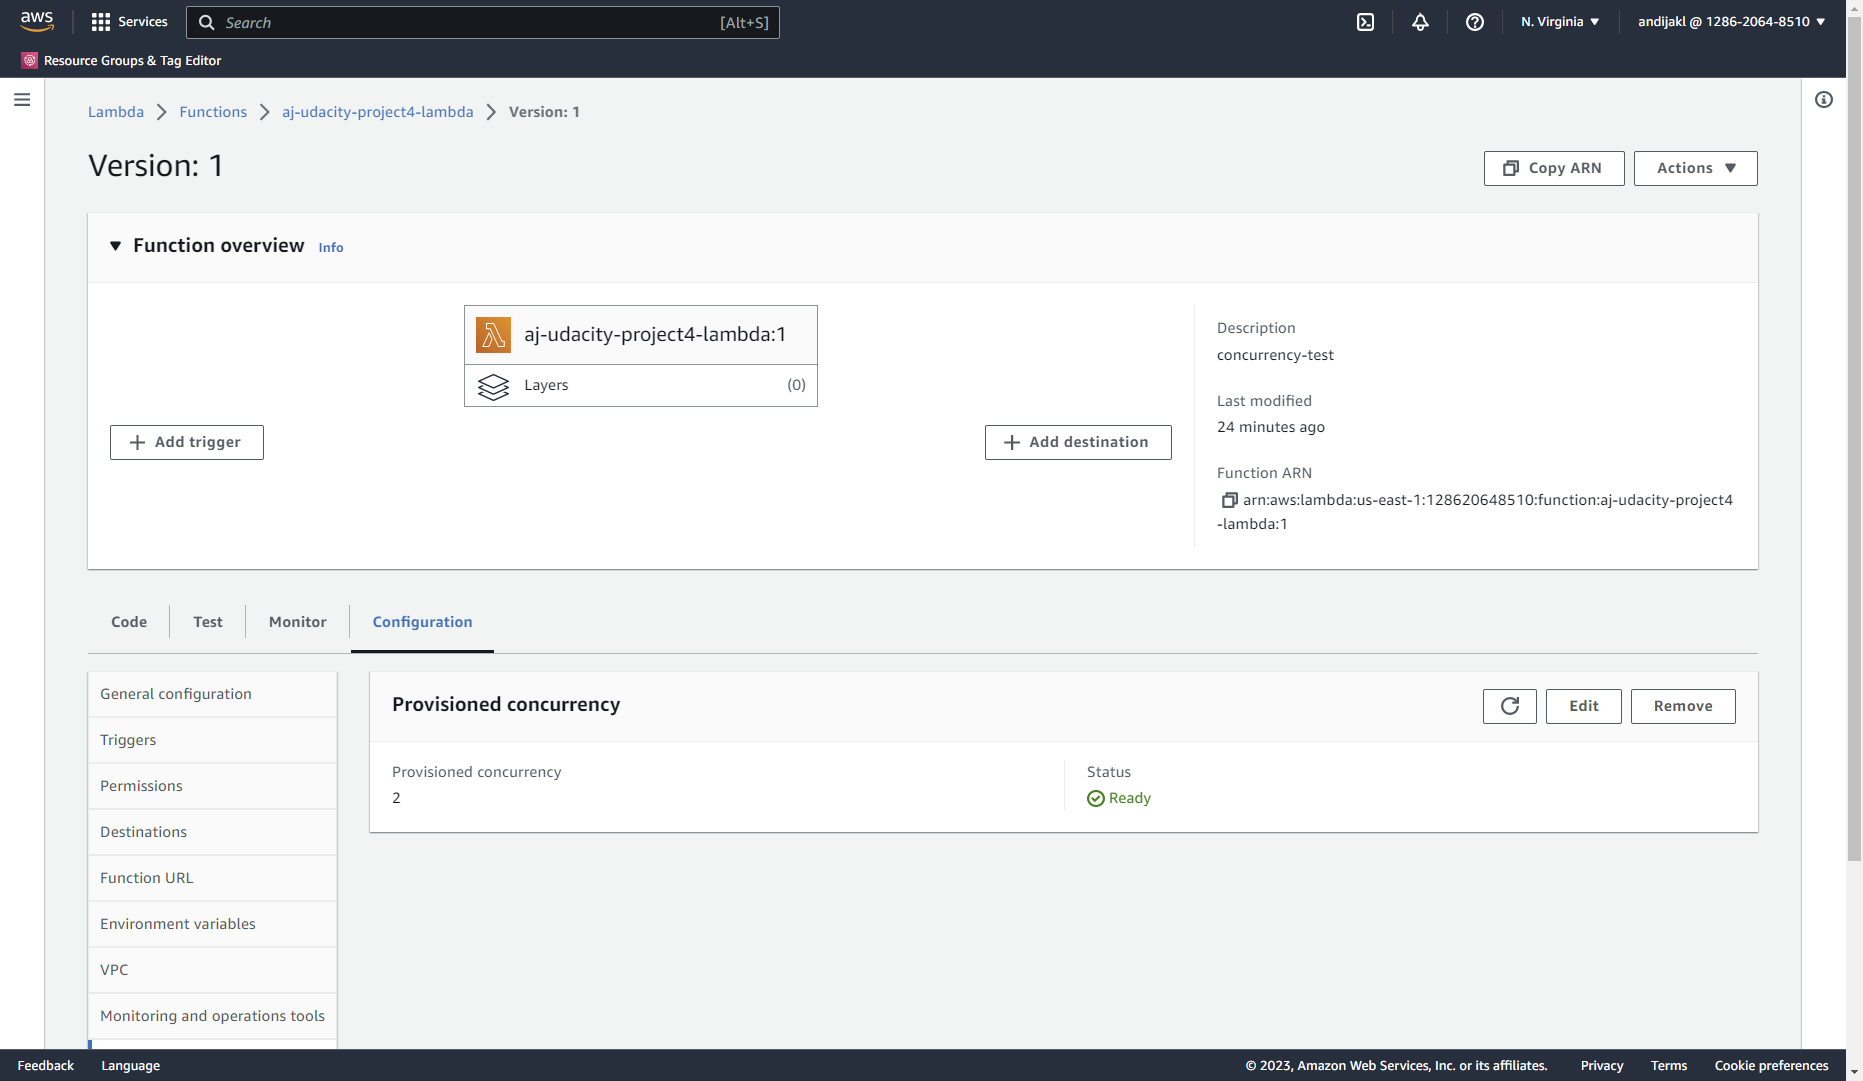 aws
Services
Search
[Alt+S]
N. Virginia
andijakl @ 1286-2064-8510
Resource Groups & Tag Editor
Lambda
Functions
aj-udacity-project4-lambda
Version: 1
Version: 1
Copy ARN
Actions
Function overview
Info
aj-udacity-project4-lambda:1
Layers
(0)
Add trigger
Add destination
Description
concurrency-test
Last modified
24 minutes ago
Function ARN
arn:aws:lambda:us-east-1:128620648510:function:aj-udacity-project4
-lambda:1
Code
Test
Monitor
Configuration
General configuration
Triggers
Permissions
Destinations
Function URL
Environment variables
VPC
Monitoring and operations tools
Provisioned concurrency
Edit
Remove
Provisioned concurrency
2
Status
Ready
Feedback
Language
© 2023, Amazon Web Services, Inc. or its affiliates.
Privacy
Terms
Cookie preferences